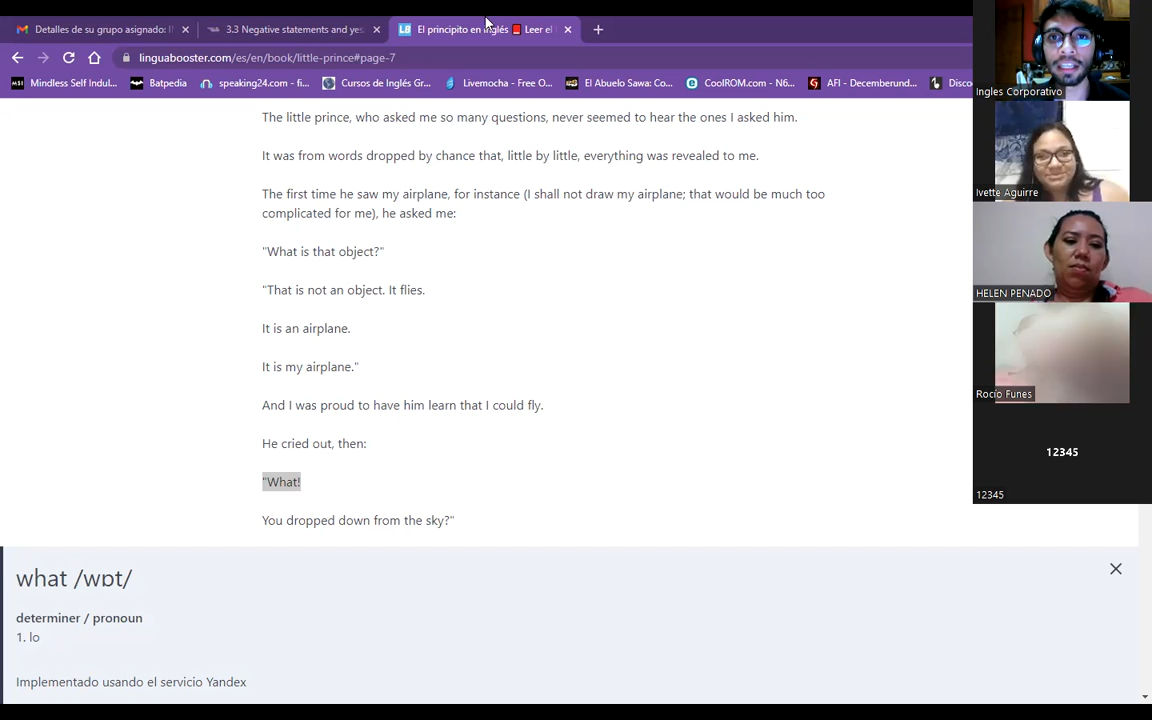 Detalles de su grupo asignado: I
3.3 Negative statements and yes
El principito en inglés 📕 Leer el
linguabooster.com/es/en/book/little-prince#page-7
Mindless Self Indul...
Batpedia
speaking24.com - fi...
Cursos de Inglés Gr...
Livemocha - Free O...
El Abuelo Sawa: Co...
CoolROM.com - N6...
AFI - Decemberund...
Disco
The little prince, who asked me so many questions, never seemed to hear the ones I asked him.
It was from words dropped by chance that, little by little, everything was revealed to me.
The first time he saw my airplane, for instance (I shall not draw my airplane; that would be much too
complicated for me), he asked me:
"What is that object?"
"That is not an object. It flies.
It is an airplane.
It is my airplane."
And I was proud to have him learn that I could fly.
He cried out, then:
"What!
You dropped down from the sky?"
what /wɒt/
determiner / pronoun
1. lo
Implementado usando el servicio Yandex
Ingles Corporativo
Ivette Aguirre
HELEN PENADO
Rocío Funes
12345
12345